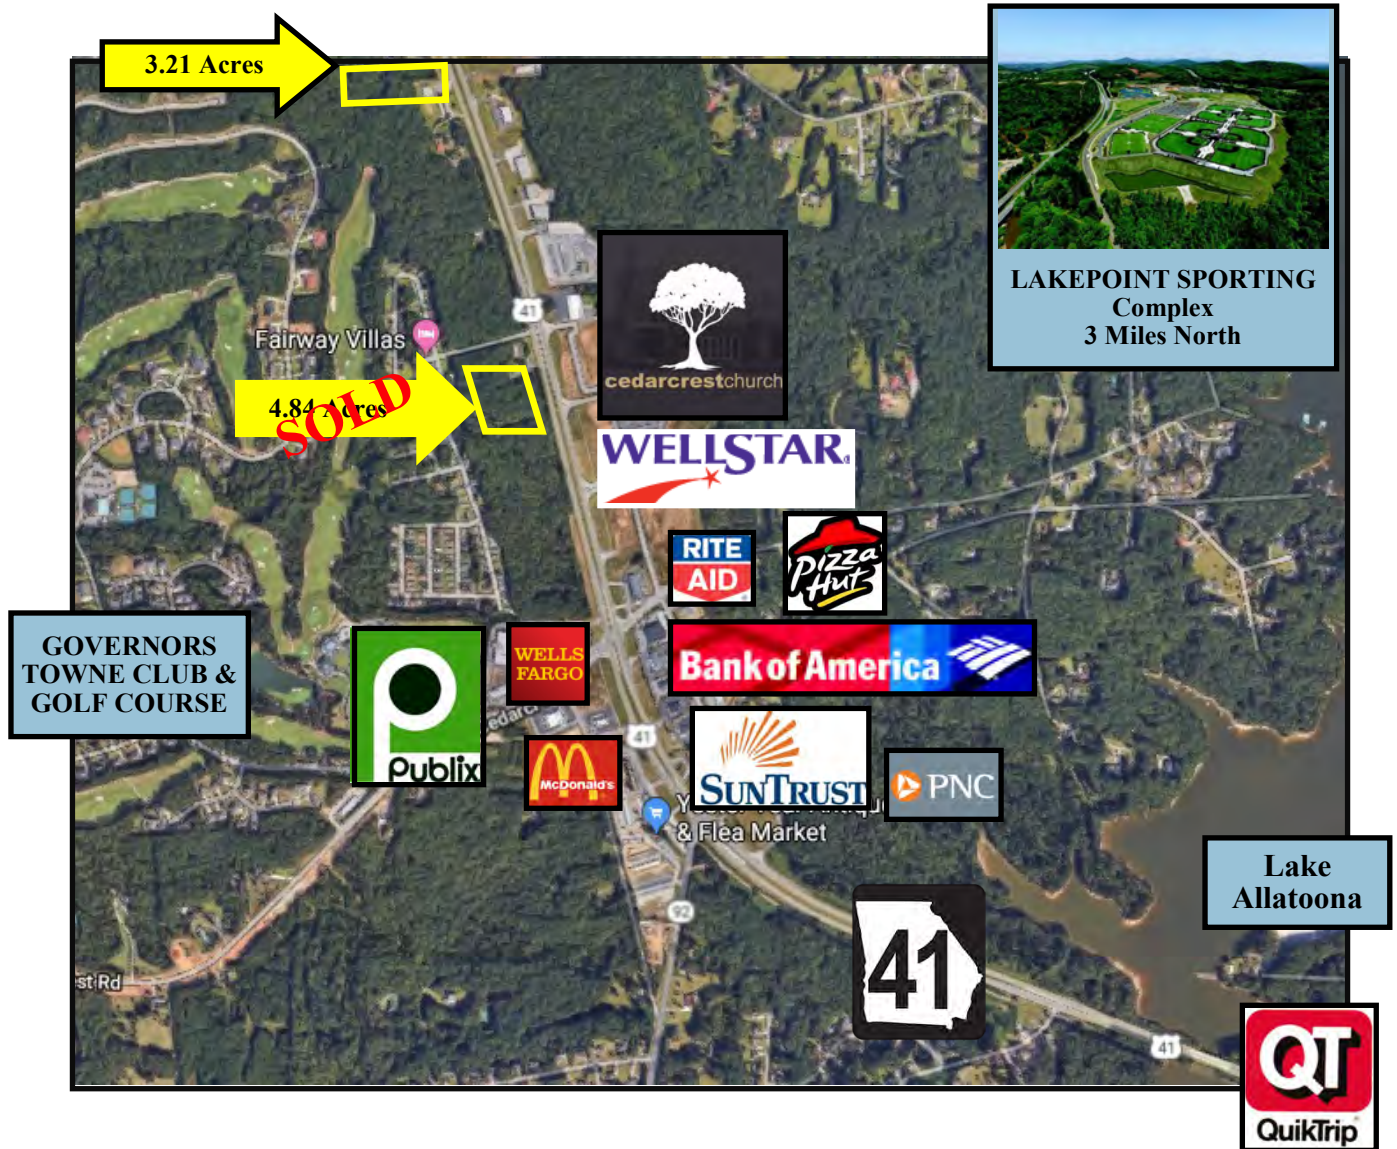 3.21 Acres
LAKEPOINT SPORTING
Complex
3 Miles North
41
cedarcrestchurch
Fairway Villas
4.84 Acres
SOLD
WELLSTAR
RITE
AID
Pizza
Hut
GOVERNORS
TOWNE CLUB &
GOLF COURSE
Publix
WELLS
FARGO
Bank of America
41
McDonald's
SUNTRUST
PNC
& Flea Market
Lake
Allatoona
92
41
st Rd
41
QT
QuikTrip